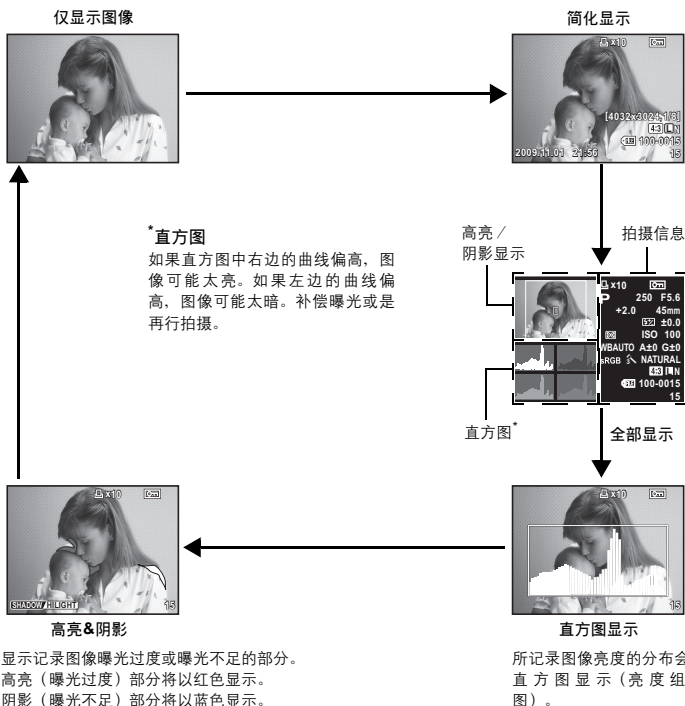 仅显示图像
简化显示
凸x10
[4032x3024,1/8]
4:3 L N
100-0015
2009.11.01 21:56
15
*直方图
如果直方图中右边的曲线偏高，图
像可能太亮。如果左边的曲线偏
高，图像可能太暗。补偿曝光或是
再行拍摄。
高亮／
阴影显示
拍摄信息
x10
P 250 F5.6
+2.0 45mm
±0.0
ISO 100
WBAUTO A±0 G±0
sRGB NATURAL
4:3 L N
100-0015
15
直方图*
全部显示
x10
SHADOW/HILIGHT
15
高亮&阴影
x10
15
直方图显示
显示记录图像曝光过度或曝光不足的部分。
高亮（曝光过度）部分将以红色显示。
阴影（曝光不足）部分将以蓝色显示。
所记录图像亮度的分布会
直方图显示（亮度组
图）。